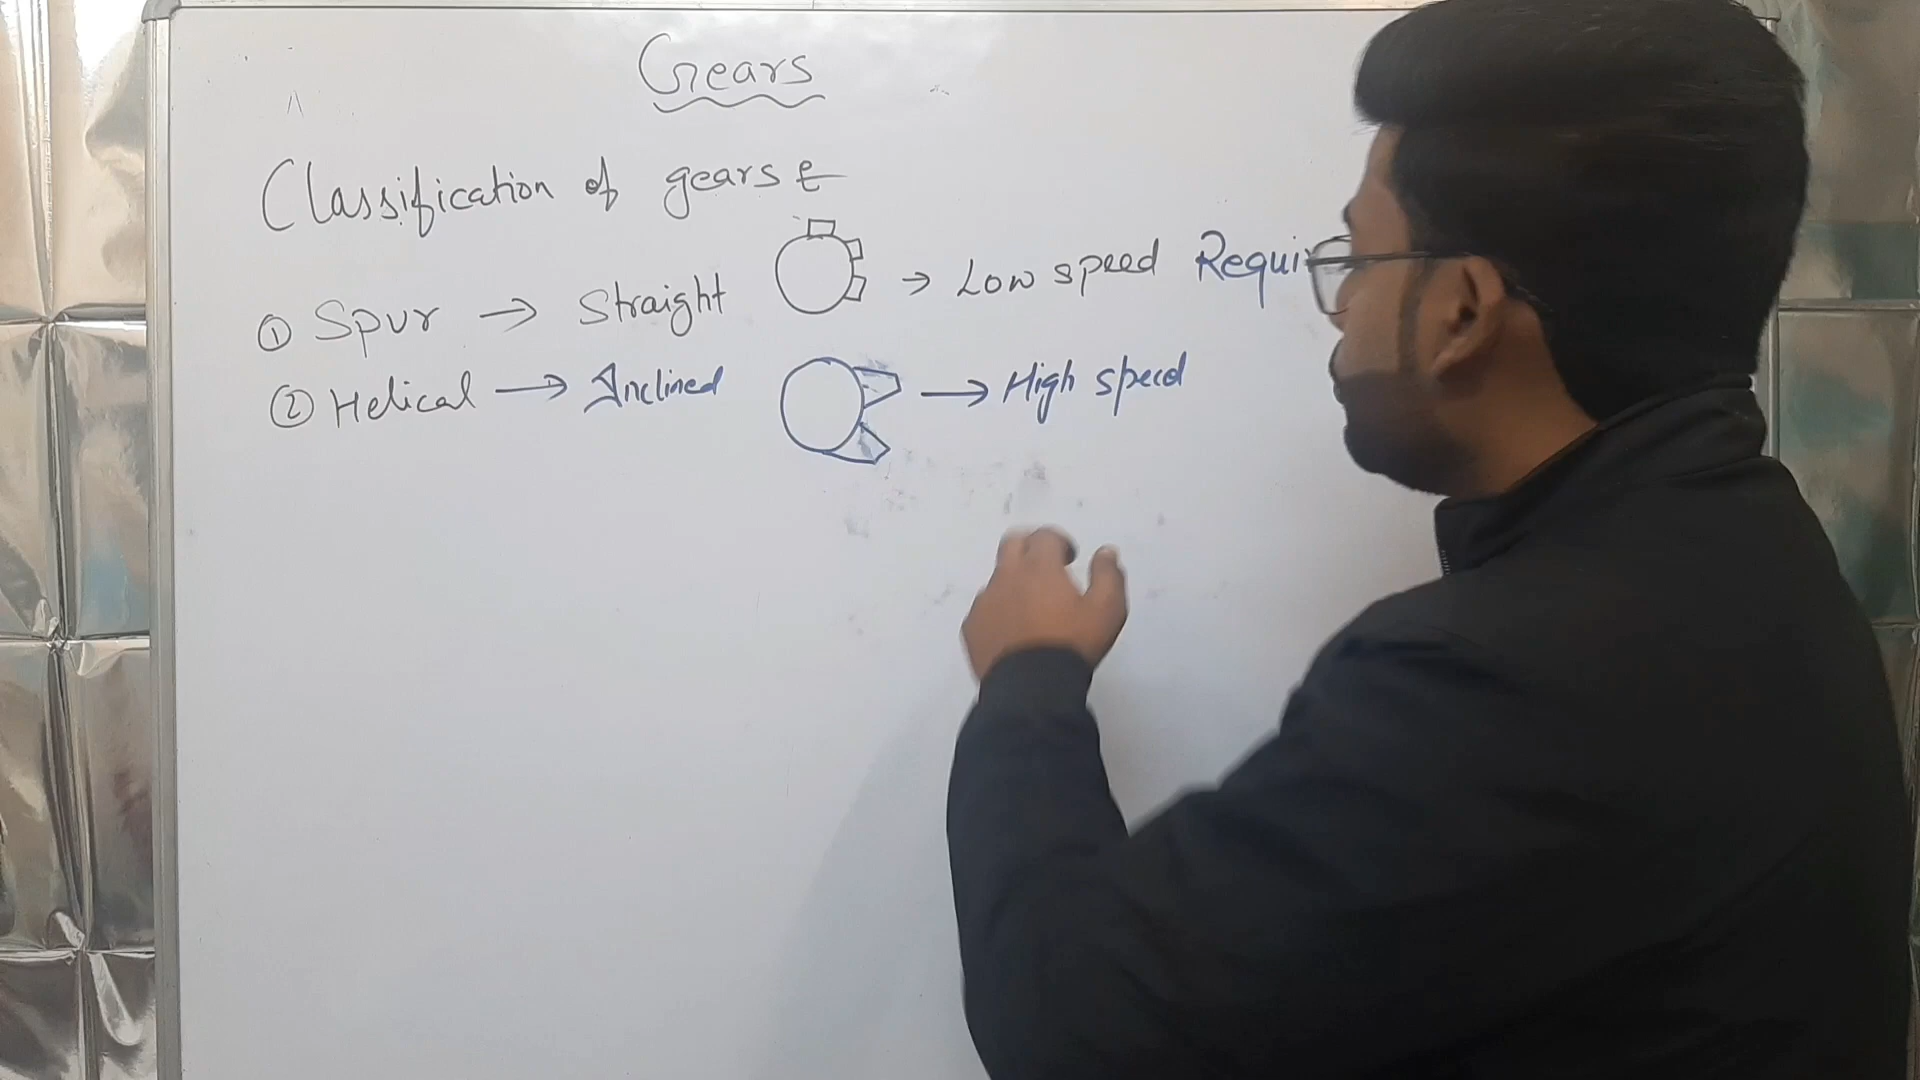 Gears
Classification of gears
① Spur → Straight → Low speed Requi
② Helical → Inclined → High speed